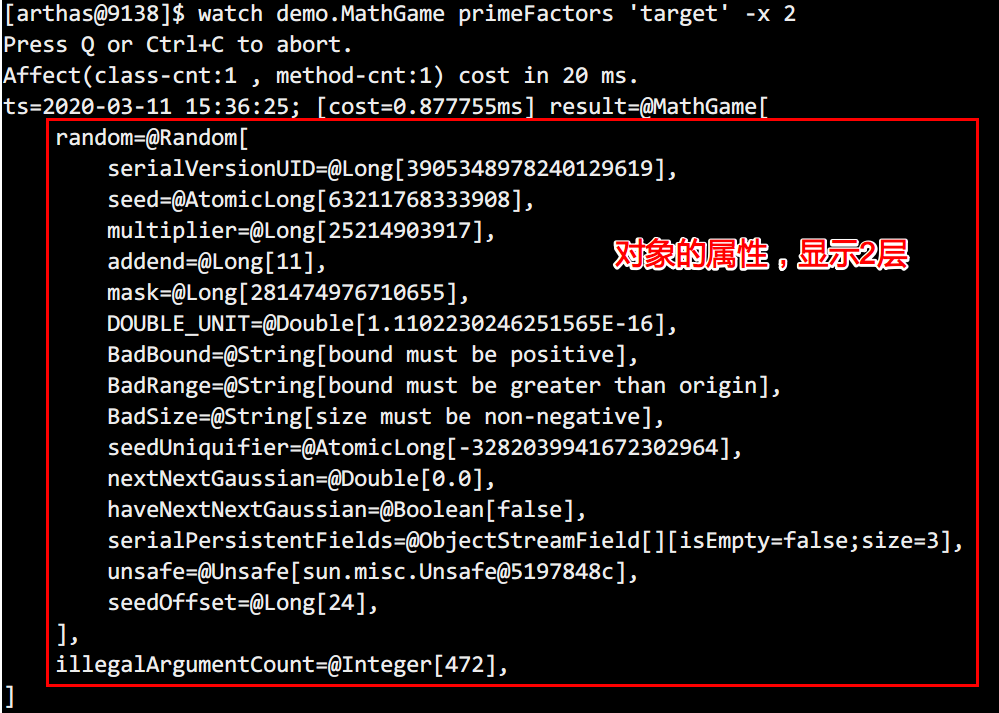 [arthas@9138]$ watch demo.MathGame primeFactors 'target' -x 2
Press Q or Ctrl+C to abort.
Affect(class-cnt:1 , method-cnt:1) cost in 20 ms.
ts=2020-03-11 15:36:25; [cost=0.877755ms] result=@MathGame[
    random=@Random[
        serialVersionUID=@Long[3905348978240129619],
        seed=@AtomicLong[63211768333908],
        multiplier=@Long[25214903917],
        addend=@Long[11],
对象的属性，显示2层
        mask=@Long[281474976710655],
        DOUBLE_UNIT=@Double[1.1102230246251565E-16],
        BadBound=@String[bound must be positive],
        BadRange=@String[bound must be greater than origin],
        BadSize=@String[size must be non-negative],
        seedUniquifier=@AtomicLong[-3282039941672302964],
        nextNextGaussian=@Double[0.0],
        haveNextNextGaussian=@Boolean[false],
        serialPersistentFields=@ObjectStreamField[][isEmpty=false;size=3],
        unsafe=@Unsafe[sun.misc.Unsafe@5197848c],
        seedOffset=@Long[24],
    ],
    illegalArgumentCount=@Integer[472],
]